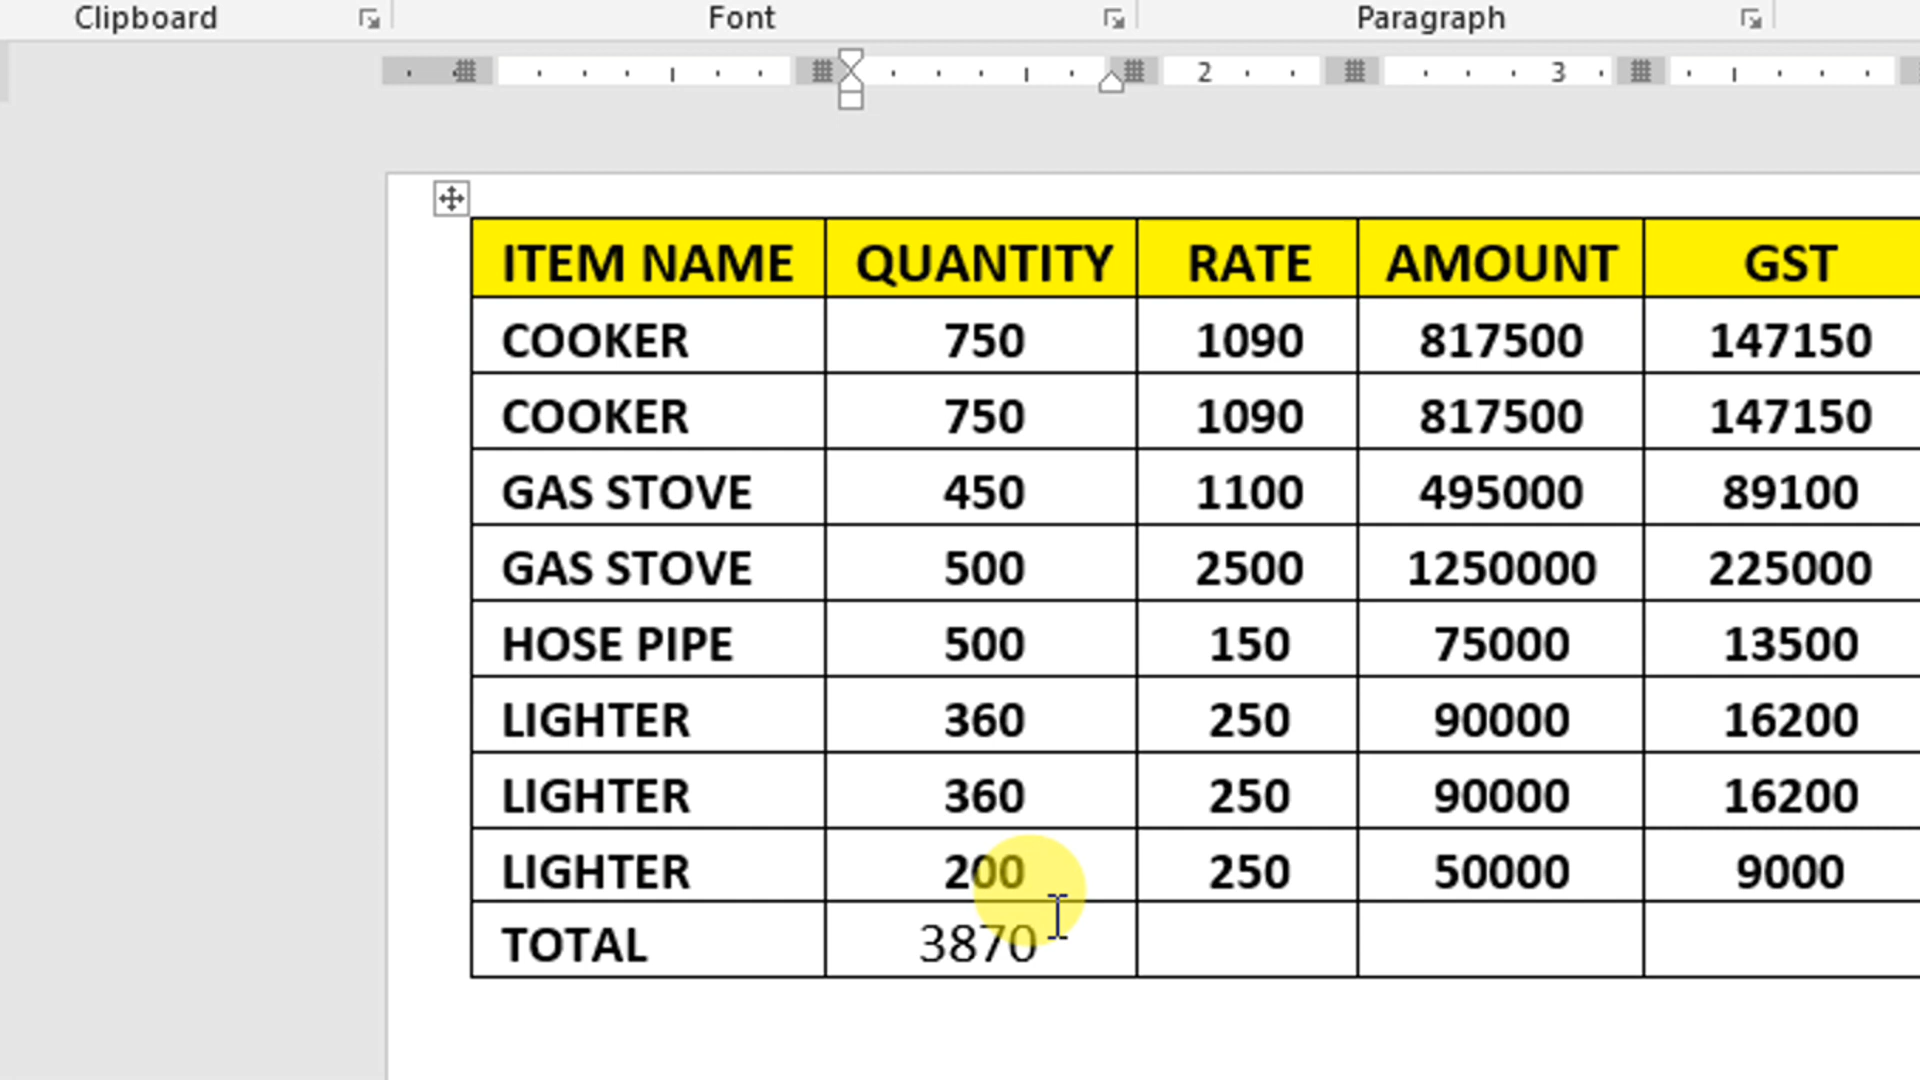 Clipboard Font Paragraph
2 3
ITEM NAME QUANTITY RATE AMOUNT GST
COOKER 750 1090 817500 147150
COOKER 750 1090 817500 147150
GAS STOVE 450 1100 495000 89100
GAS STOVE 500 2500 1250000 225000
HOSE PIPE 500 150 75000 13500
LIGHTER 360 250 90000 16200
LIGHTER 360 250 90000 16200
LIGHTER 200 250 50000 9000
TOTAL 3870